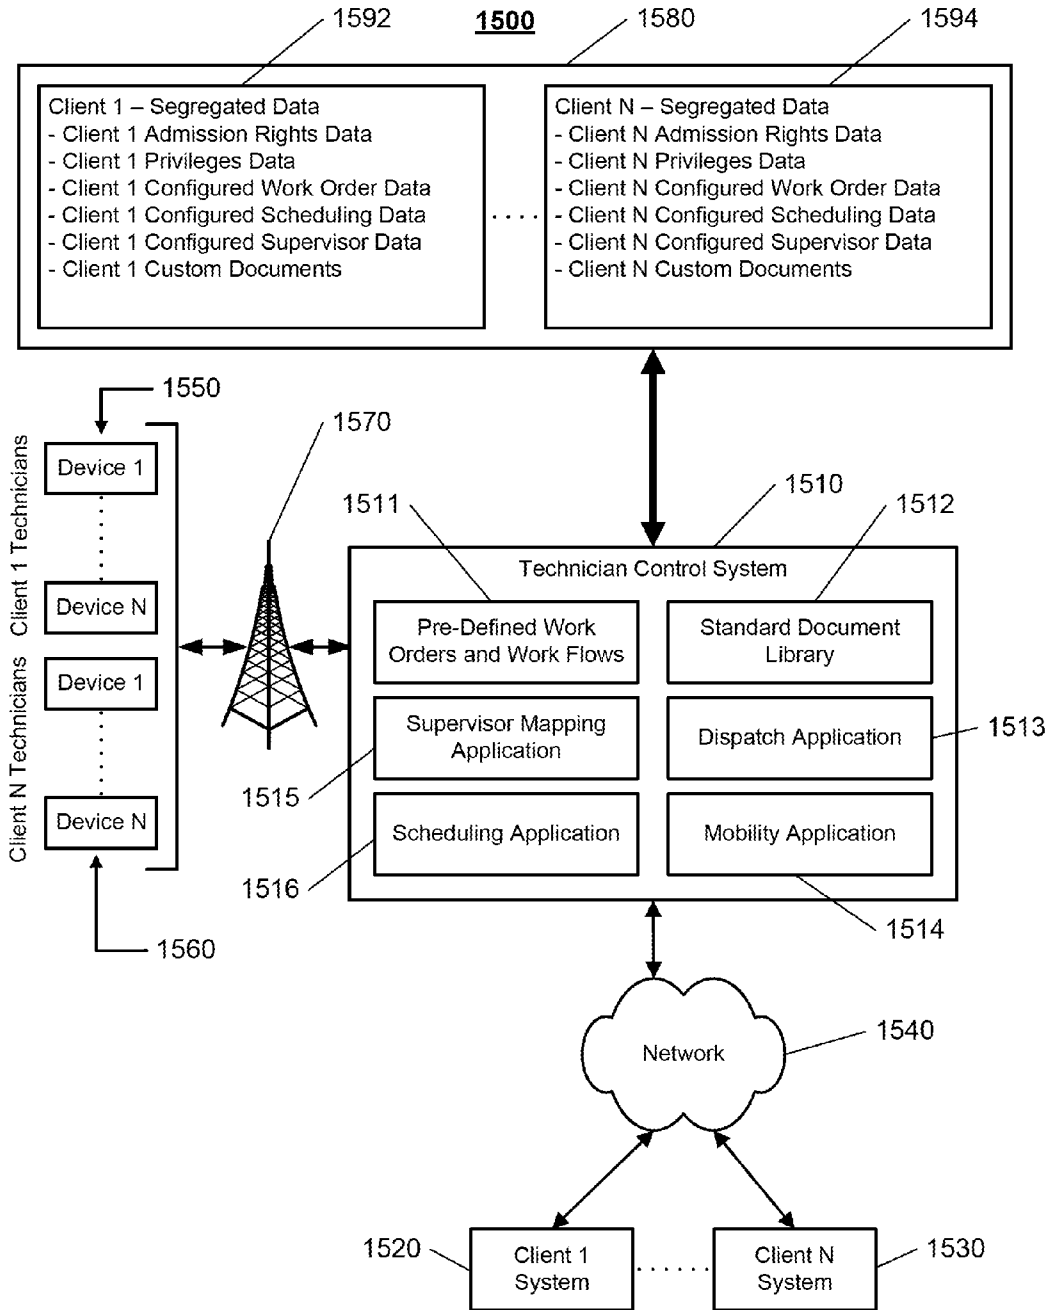 1592
1500
1580
1594
Client 1 – Segregated Data
- Client 1 Admission Rights Data
- Client 1 Privileges Data
- Client 1 Configured Work Order Data
- Client 1 Configured Scheduling Data
- Client 1 Configured Supervisor Data
- Client 1 Custom Documents
Client N – Segregated Data
- Client N Admission Rights Data
- Client N Privileges Data
- Client N Configured Work Order Data
- Client N Configured Scheduling Data
- Client N Configured Supervisor Data
- Client N Custom Documents
1550
Client 1 Technicians
Device 1
Device N
Client N Technicians
Device 1
Device N
1560
1570
1511
1510
1512
Technician Control System
Pre-Defined Work
Orders and Work Flows
Standard Document
Library
Supervisor Mapping
Application
Dispatch Application
1513
1515
Scheduling Application
Mobility Application
1516
1514
Network
1540
1520
Client 1
System
Client N
System
1530